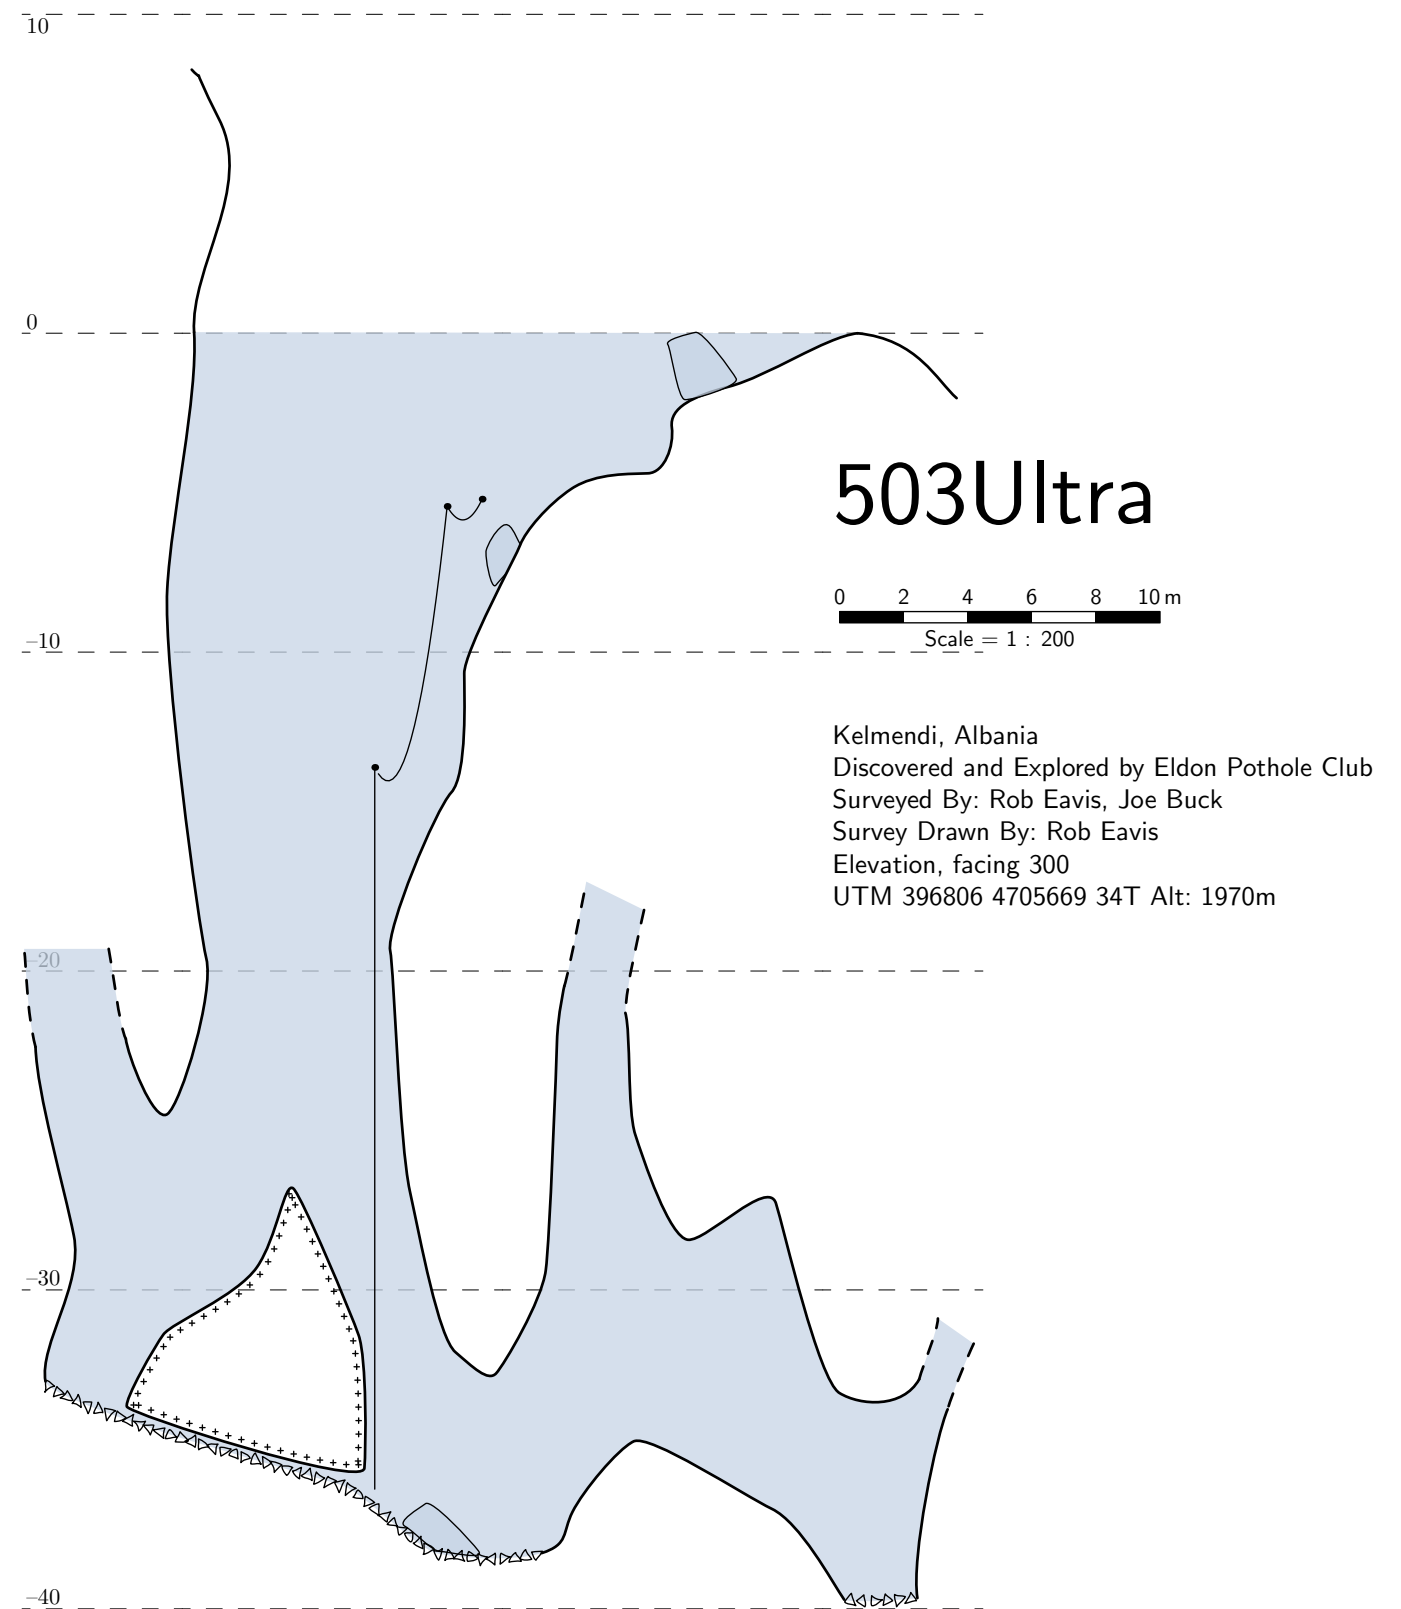 10
0
503Ultra
0 2 4 6 8 10 m
Scale = 1 : 200
–10
Kelmendi, Albania
Discovered and Explored by Eldon Pothole Club
Surveyed By: Rob Eavis, Joe Buck
Survey Drawn By: Rob Eavis
Elevation, facing 300
UTM 396806 4705669 34T Alt: 1970m
–20
–30
–40